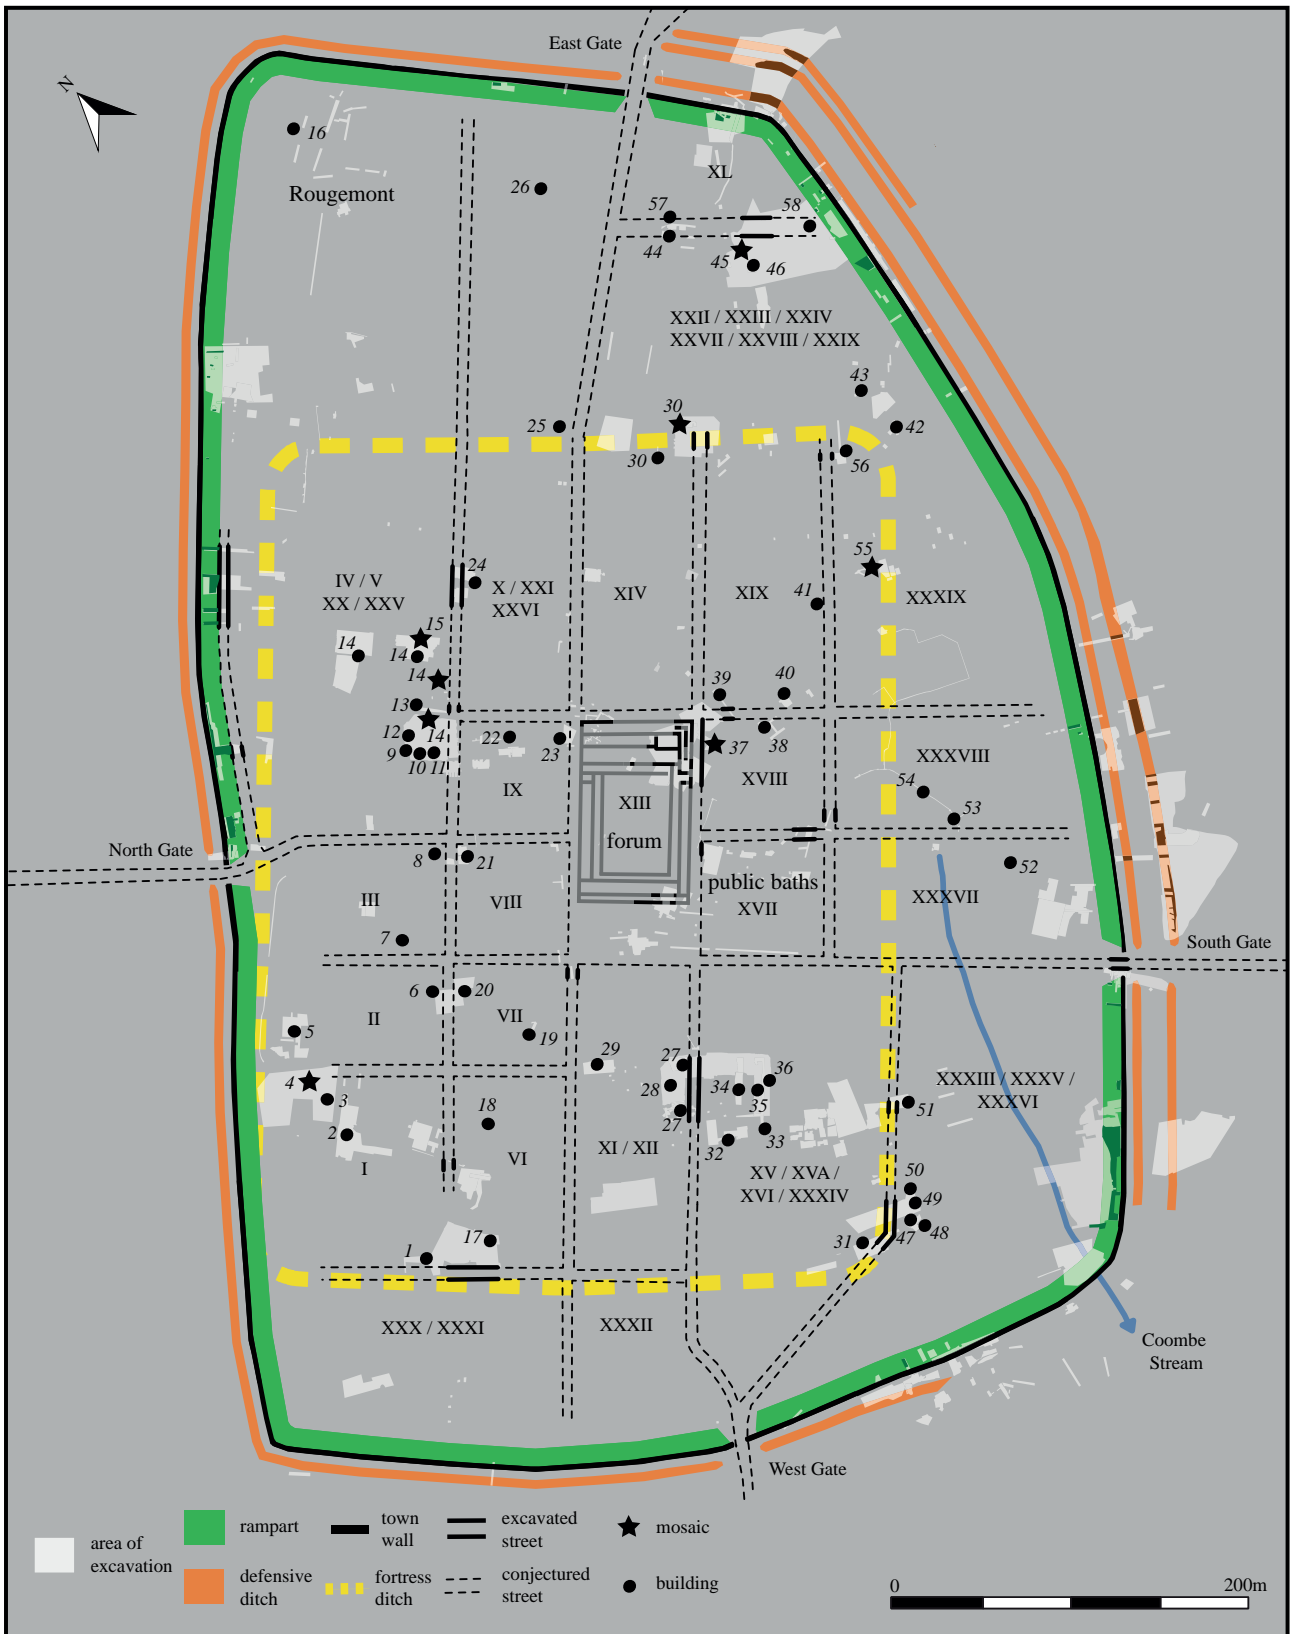 East Gate
N
16
XL
Rougemont
26
57
58
44
45
46
XXII / XXIII / XXIV
XXVII / XXVIII / XXIX
43
30
25
42
30
56
24
55
IV / V
XX / XXV
X / XXI
XXVI
XIV
XIX
41
XXXIX
15
14
14
14
39
40
13
12
14
22
23
37
38
9
10
11
XVIII
XXXVIII
IX
XIII
54
53
forum
North Gate
8
21
52
public baths
III
VIII
XVII
XXXVII
7
South Gate
6
20
II
VII
5
19
29
27
4
28
34
36
35
XXXIII / XXXV /
XXXVI
3
51
18
27
2
33
32
I
VI
XI / XII
XV / XVA /
XVI / XXXIV
50
49
17
31
47
48
1
XXX / XXXI
XXXII
Coombe
Stream
West Gate
area of
excavation
rampart
defensive
ditch
town
wall
fortress
ditch
excavated
street
conjectured
street
mosaic
building
0
200m